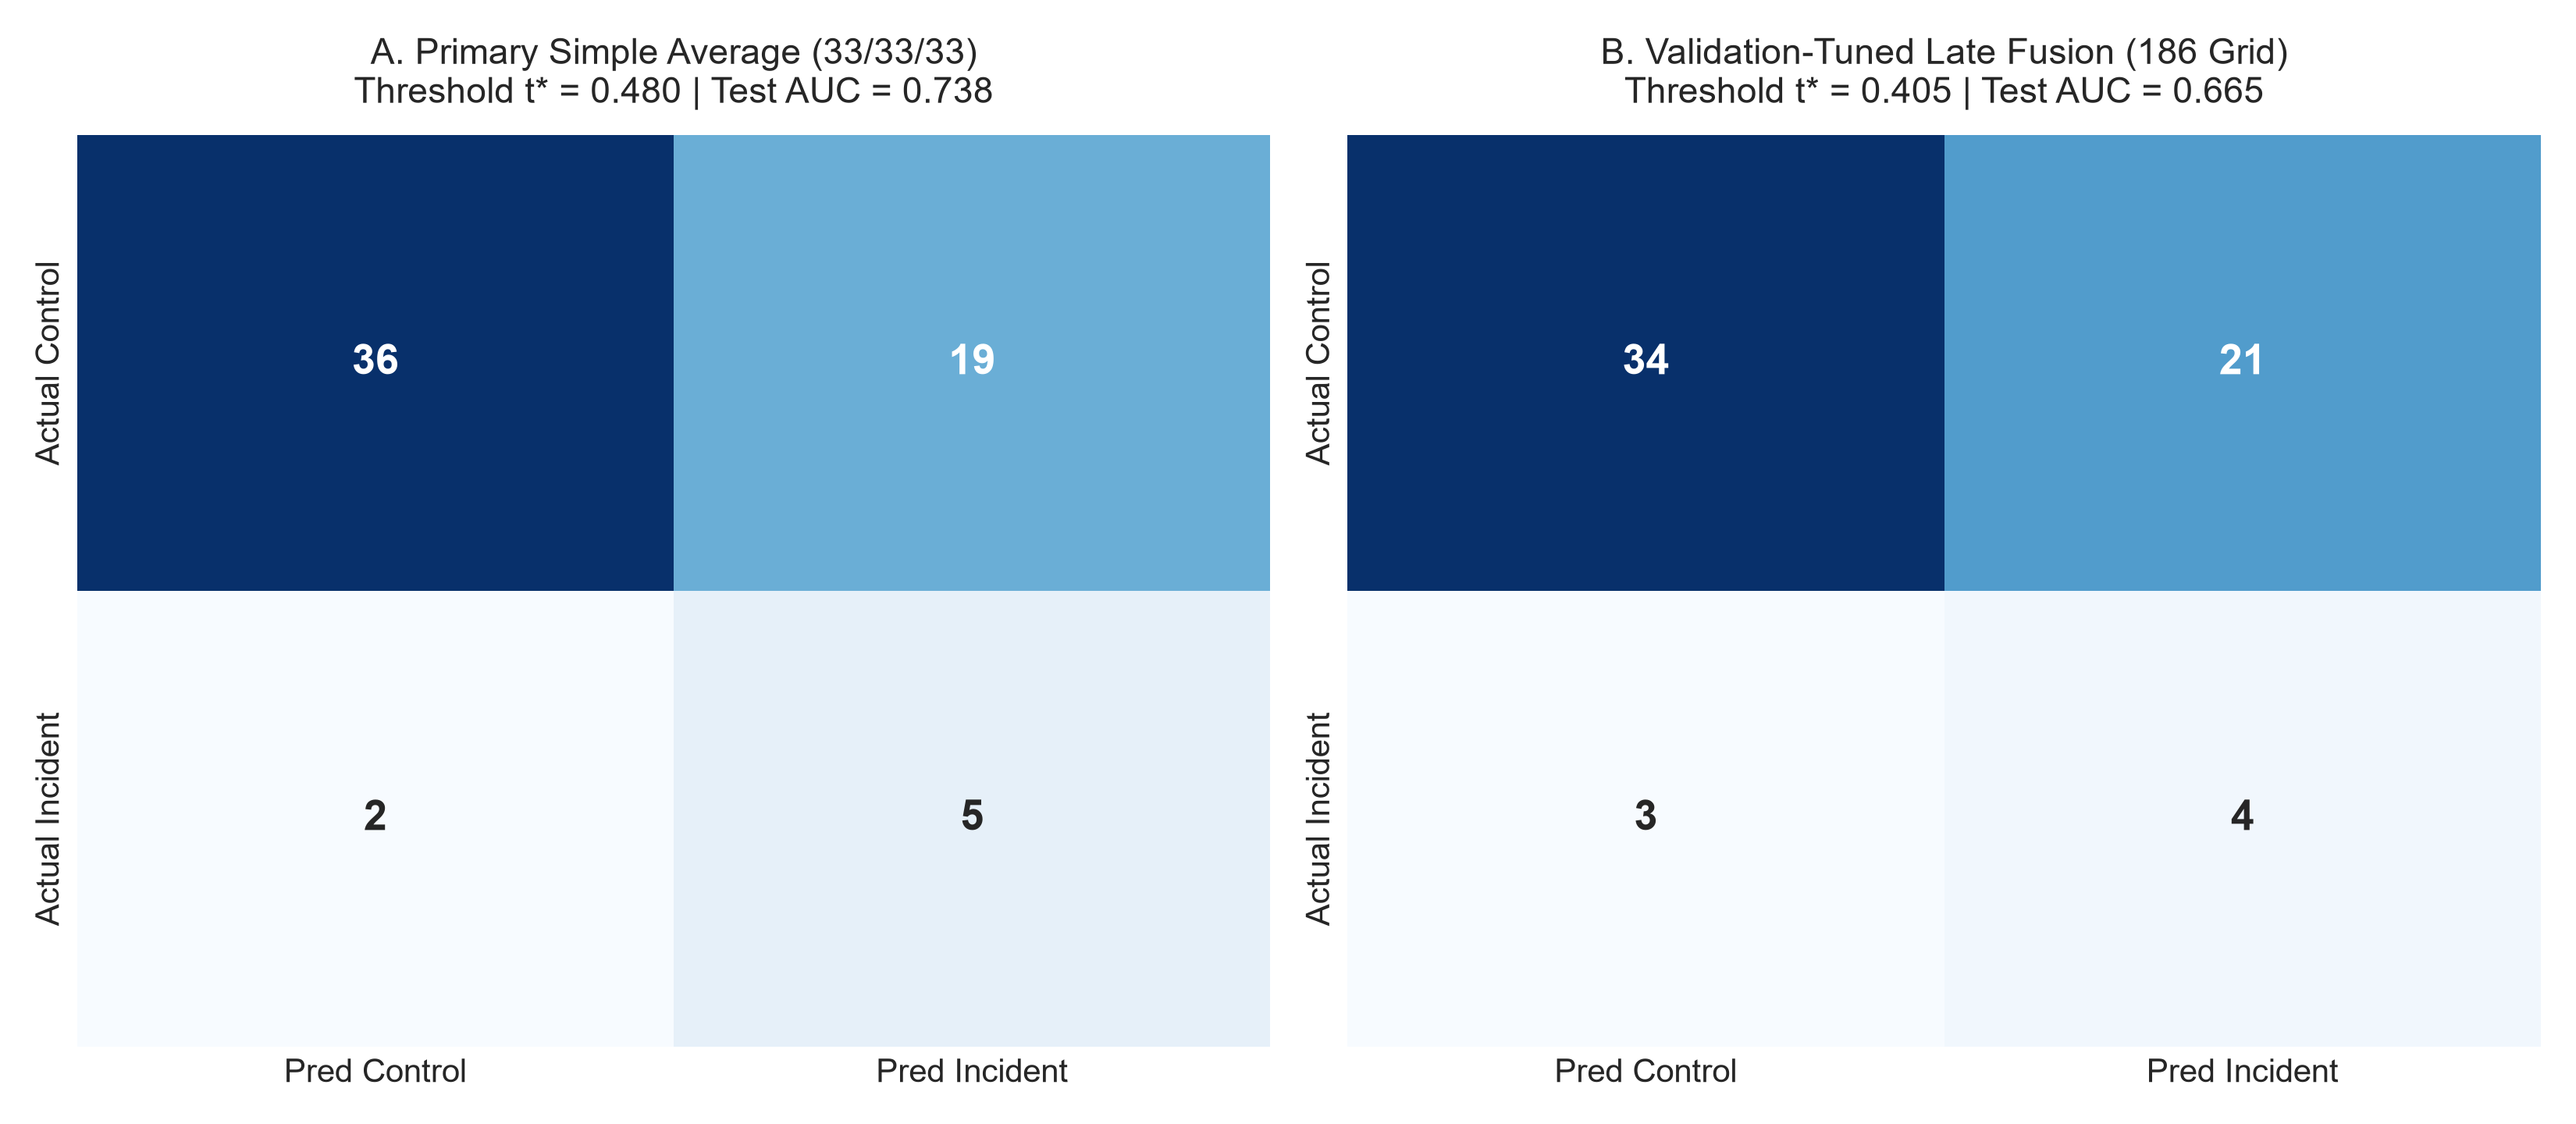 A. Primary Simple Average (33/33/33)
Threshold t* = 0.480 | Test AUC = 0.738
Actual Control
36
19
Actual Incident
2
5
Pred Control
Pred Incident
B. Validation-Tuned Late Fusion (186 Grid)
Threshold t* = 0.405 | Test AUC = 0.665
Actual Control
34
21
Actual Incident
3
4
Pred Control
Pred Incident